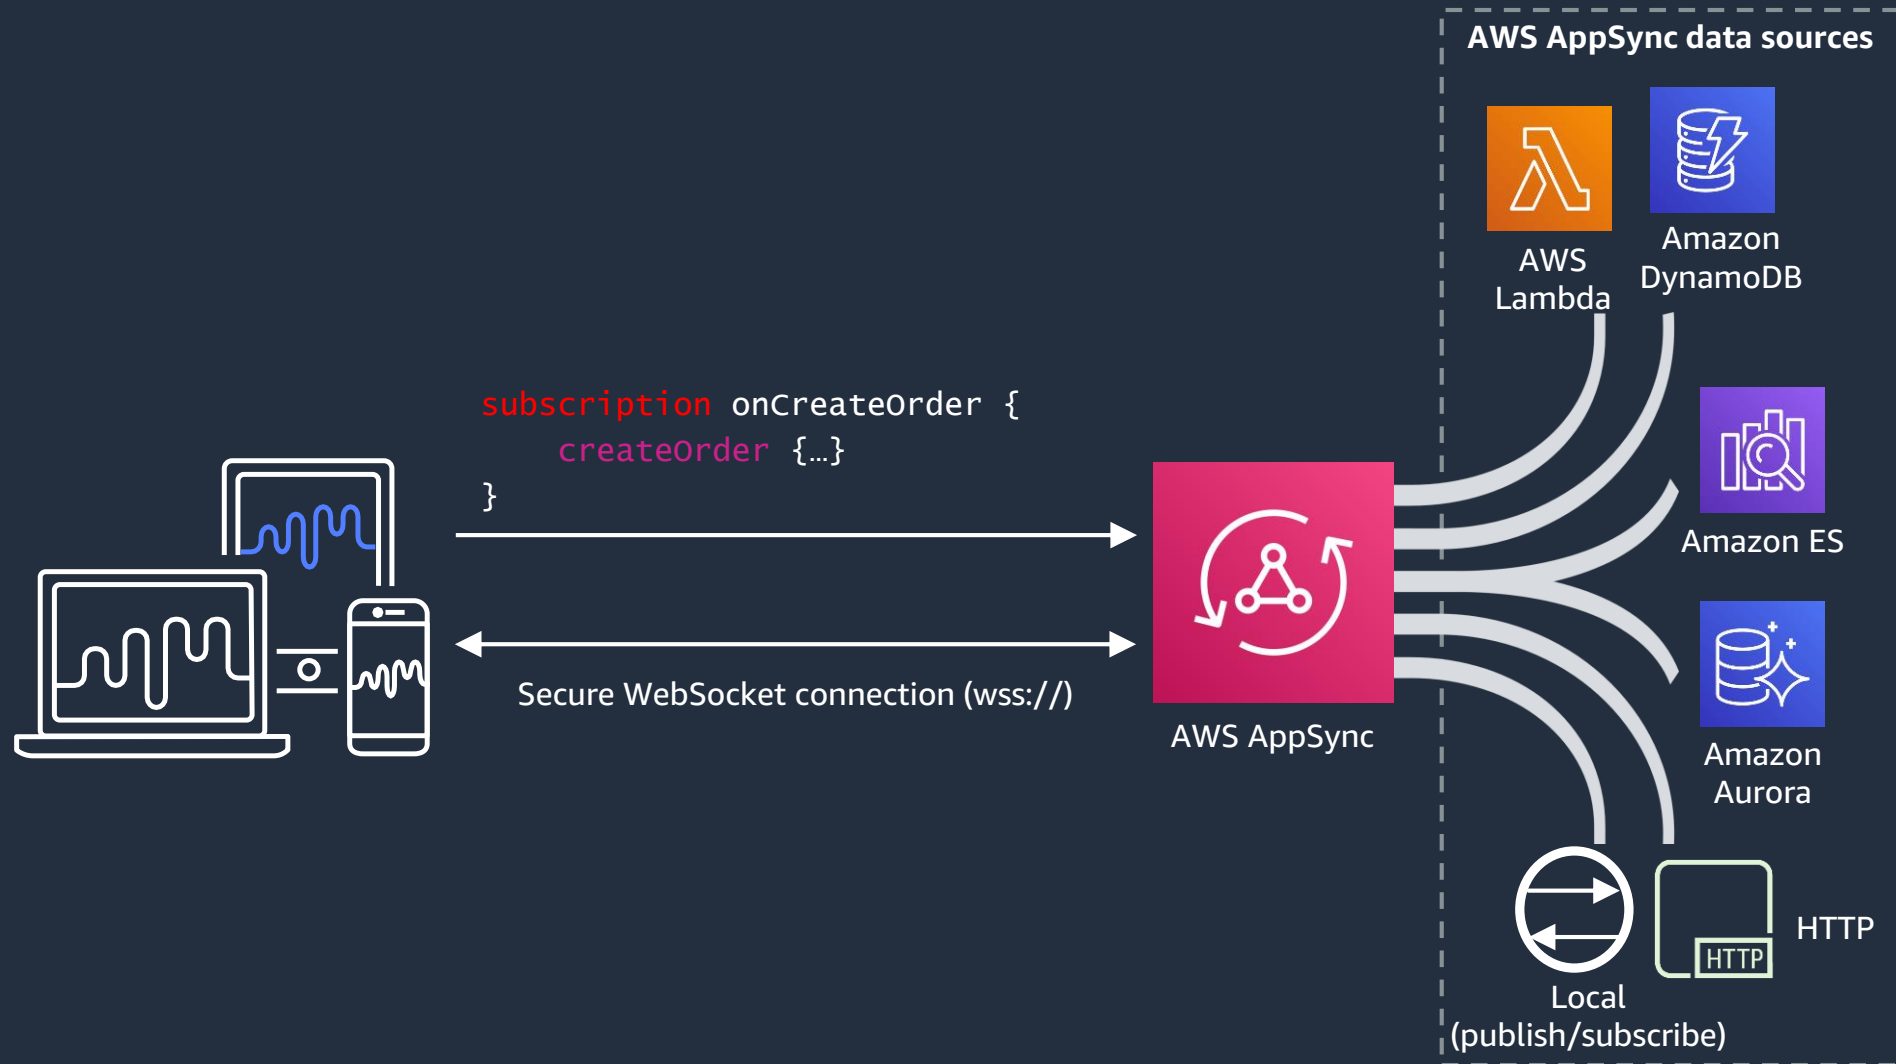 AWS AppSync data sources
AWS
Lambda
Amazon
DynamoDB
subscription onCreateOrder {
createOrder {…}
}
Secure WebSocket connection (wss://)
AWS AppSync
Amazon ES
Amazon
Aurora
HTTP
HTTP
Local
(publish/subscribe)